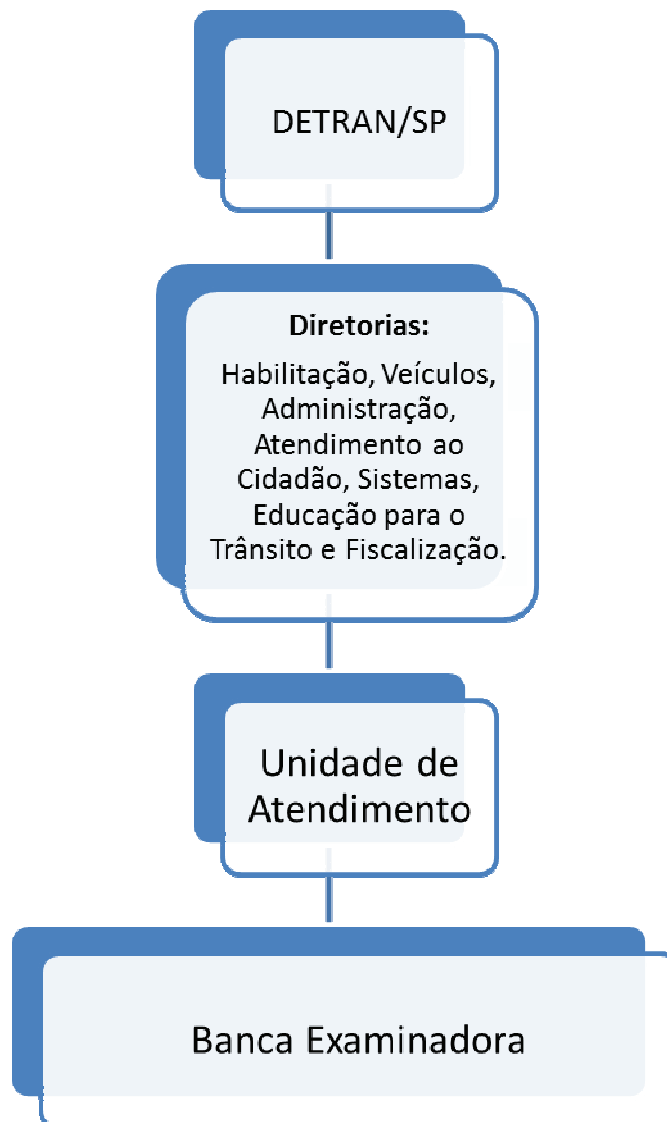 DETRAN/SP
Diretorias:
Habilitação, Veículos,
Administração,
Atendimento ao
Cidadão, Sistemas,
Educação para o
Trânsito e Fiscalização.
Unidade de
Atendimento
Banca Examinadora